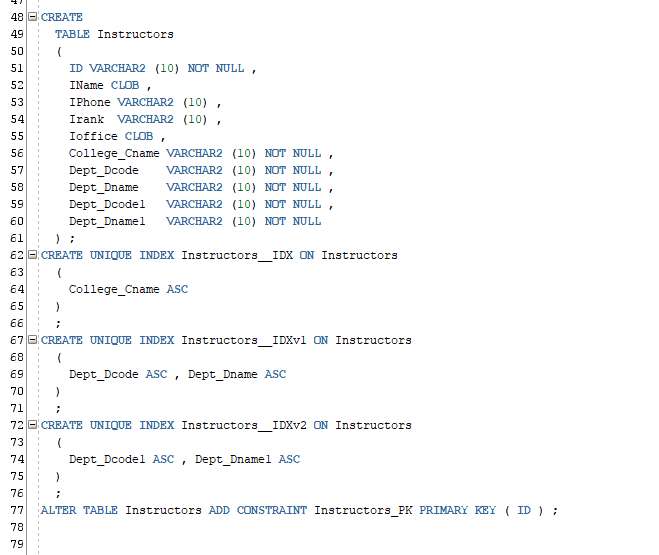 47
48 CREATE
49 TABLE Instructors
50 (
51 ID VARCHAR2 (10) NOT NULL ,
52 IName CLOB ,
53 IPhone VARCHAR2 (10) ,
54 Irank VARCHAR2 (10) ,
55 Ioffice CLOB ,
56 College_Cname VARCHAR2 (10) NOT NULL ,
57 Dept_Dcode VARCHAR2 (10) NOT NULL ,
58 Dept_Dname VARCHAR2 (10) NOT NULL ,
59 Dept_Dcode1 VARCHAR2 (10) NOT NULL ,
60 Dept_Dname1 VARCHAR2 (10) NOT NULL
61 ) ;
62 CREATE UNIQUE INDEX Instructors__IDX ON Instructors
63 (
64 College_Cname ASC
65 )
66 ;
67 CREATE UNIQUE INDEX Instructors__IDXv1 ON Instructors
68 (
69 Dept_Dcode ASC , Dept_Dname ASC
70 )
71 ;
72 CREATE UNIQUE INDEX Instructors__IDXv2 ON Instructors
73 (
74 Dept_Dcode1 ASC , Dept_Dname1 ASC
75 )
76 ;
77 ALTER TABLE Instructors ADD CONSTRAINT Instructors_PK PRIMARY KEY ( ID ) ;
78
79